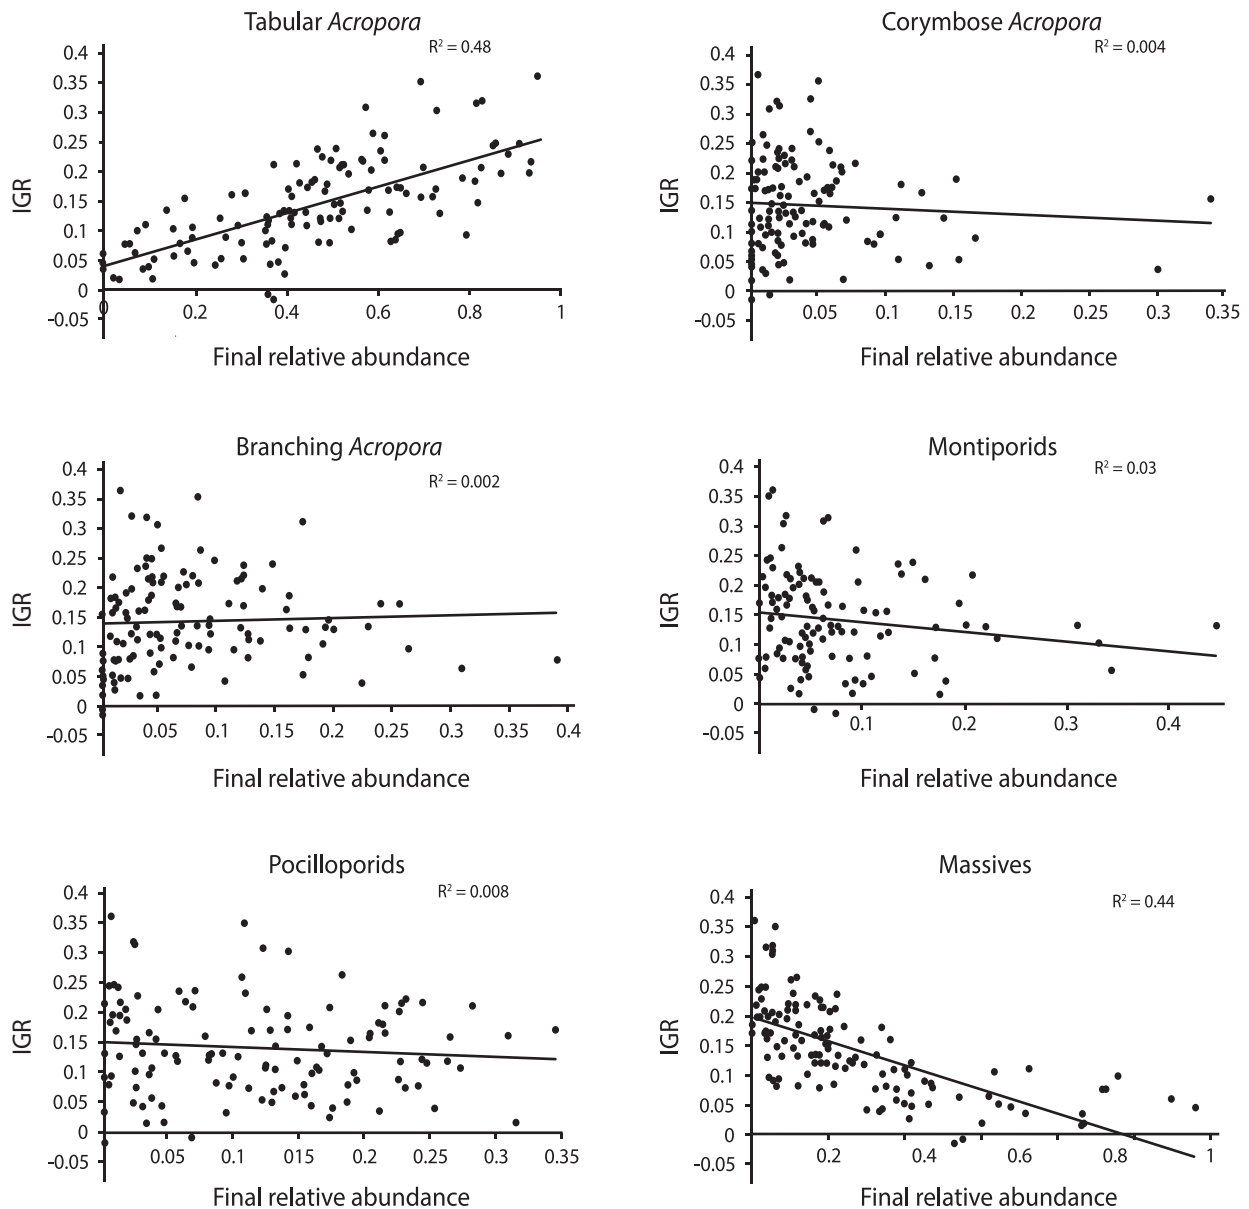 Tabular Acropora
R² = 0.48
0.4
0.35
0.3
0.25
0.2
0.15
0.1
0.05
0
-0.05
IGR
0 0.2 0.4 0.6 0.8 1
Final relative abundance
Corymbose Acropora
R² = 0.004
0.4
0.35
0.3
0.25
0.2
0.15
0.1
0.05
0
-0.05
IGR
0.05 0.1 0.15 0.2 0.25 0.3 0.35
Final relative abundance
Branching Acropora
R² = 0.002
0.4
0.35
0.3
0.25
0.2
0.15
0.1
0.05
0
-0.05
IGR
0.05 0.1 0.15 0.2 0.25 0.3 0.35 0.4
Final relative abundance
Montiporids
R² = 0.03
0.4
0.35
0.3
0.25
0.2
0.15
0.1
0.05
0
-0.05
IGR
0.1 0.2 0.3 0.4
Final relative abundance
Pocilloporids
R² = 0.008
0.4
0.35
0.3
0.25
0.2
0.15
0.1
0.05
0
-0.05
IGR
0.05 0.1 015 0.2 0.25 0.3 0.35
Final relative abundance
Massives
R² = 0.44
0.4
0.35
0.3
0.25
0.2
0.15
0.1
0.05
0
-0.05
IGR
0.2 0.4 0.6 0.8 1
Final relative abundance